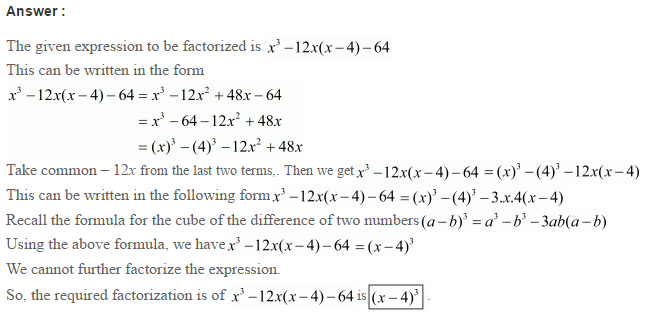 Answer :
The given expression to be factorized is x³ – 12x(x – 4) – 64
This can be written in the form
x³ – 12x(x – 4) – 64 = x³ – 12x² + 48x – 64
= x³ – 64 – 12x² + 48x
= (x)³ – (4)³ – 12x² + 48x
Take common – 12x from the last two terms,. Then we get x³ – 12x(x – 4) – 64 = (x)³ – (4)³ – 12x(x – 4)
This can be written in the following form x³ – 12x(x – 4) – 64 = (x)³ – (4)³ – 3.x.4(x – 4)
Recall the formula for the cube of the difference of two numbers (a – b)³ = a³ – b³ – 3ab(a – b)
Using the above formula, we have x³ – 12x(x – 4) – 64 = (x – 4)³
We cannot further factorize the expression.
So, the required factorization is of x³ – 12x(x – 4) – 64 is (x – 4)³ .